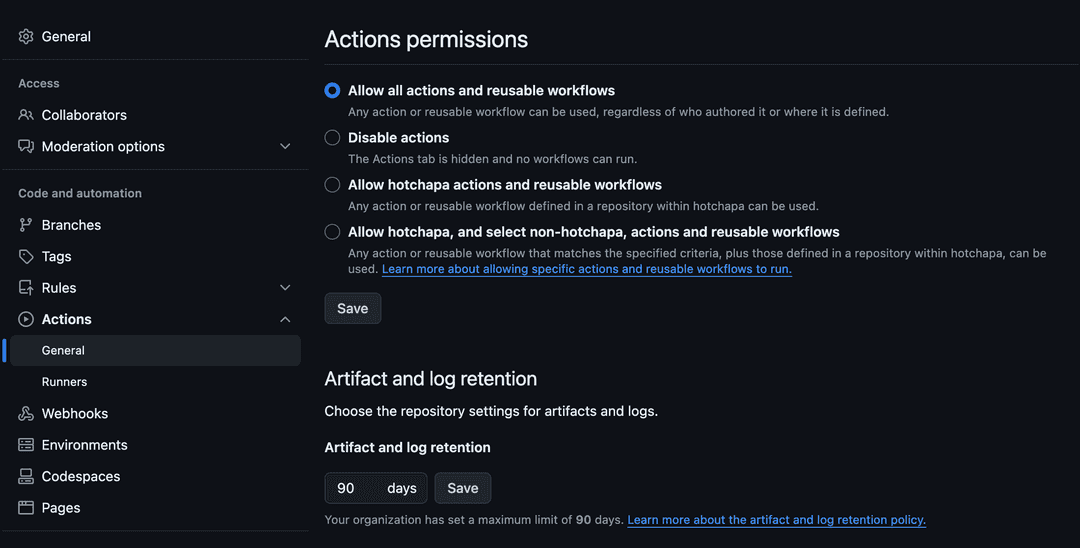 General
Access
Collaborators
Moderation options
Code and automation
Branches
Tags
Rules
Actions
General
Runners
Webhooks
Environments
Codespaces
Pages
Actions permissions
Allow all actions and reusable workflows
Any action or reusable workflow can be used, regardless of who authored it or where it is defined.
Disable actions
The Actions tab is hidden and no workflows can run.
Allow hotchapa actions and reusable workflows
Any action or reusable workflow defined in a repository within hotchapa can be used.
Allow hotchapa, and select non-hotchapa, actions and reusable workflows
Any action or reusable workflow that matches the specified criteria, plus those defined in a repository within hotchapa, can be
used. Learn more about allowing specific actions and reusable workflows to run.
Save
Artifact and log retention
Choose the repository settings for artifacts and logs.
Artifact and log retention
90 days Save
Your organization has set a maximum limit of 90 days. Learn more about the artifact and log retention policy.